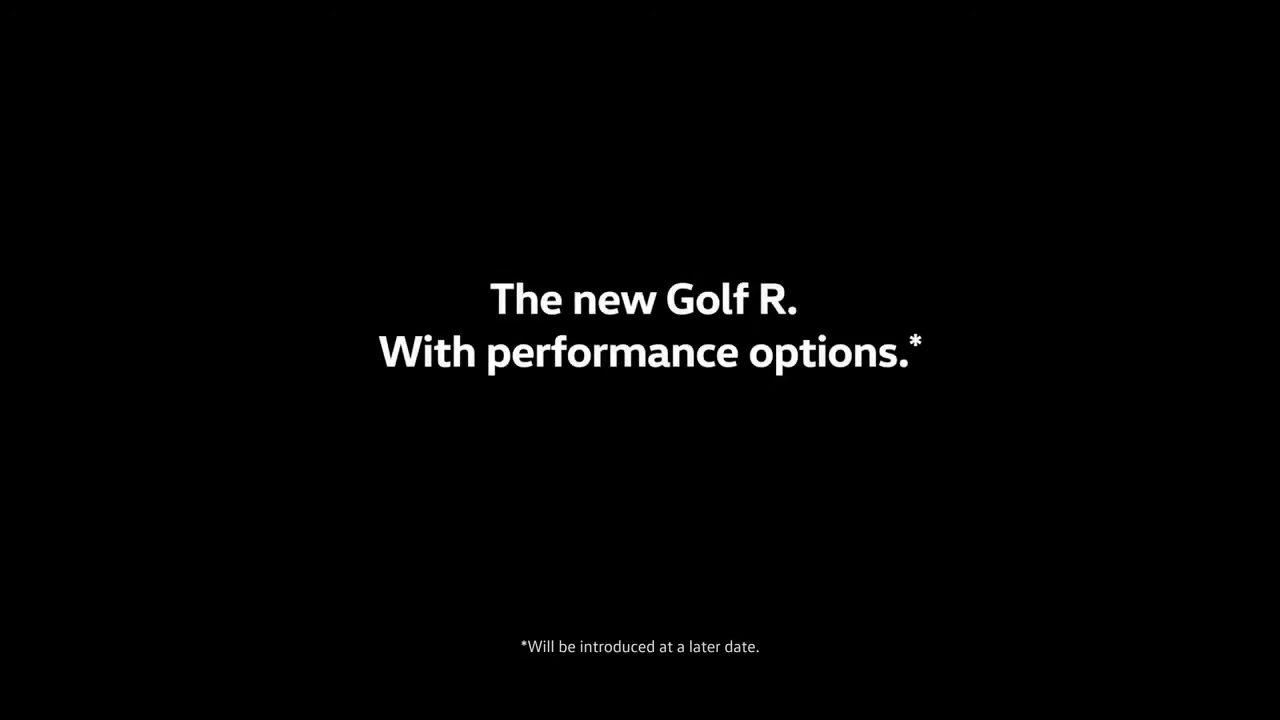 The new Golf R.
With performance options.*
*Will be introduced at a later date.